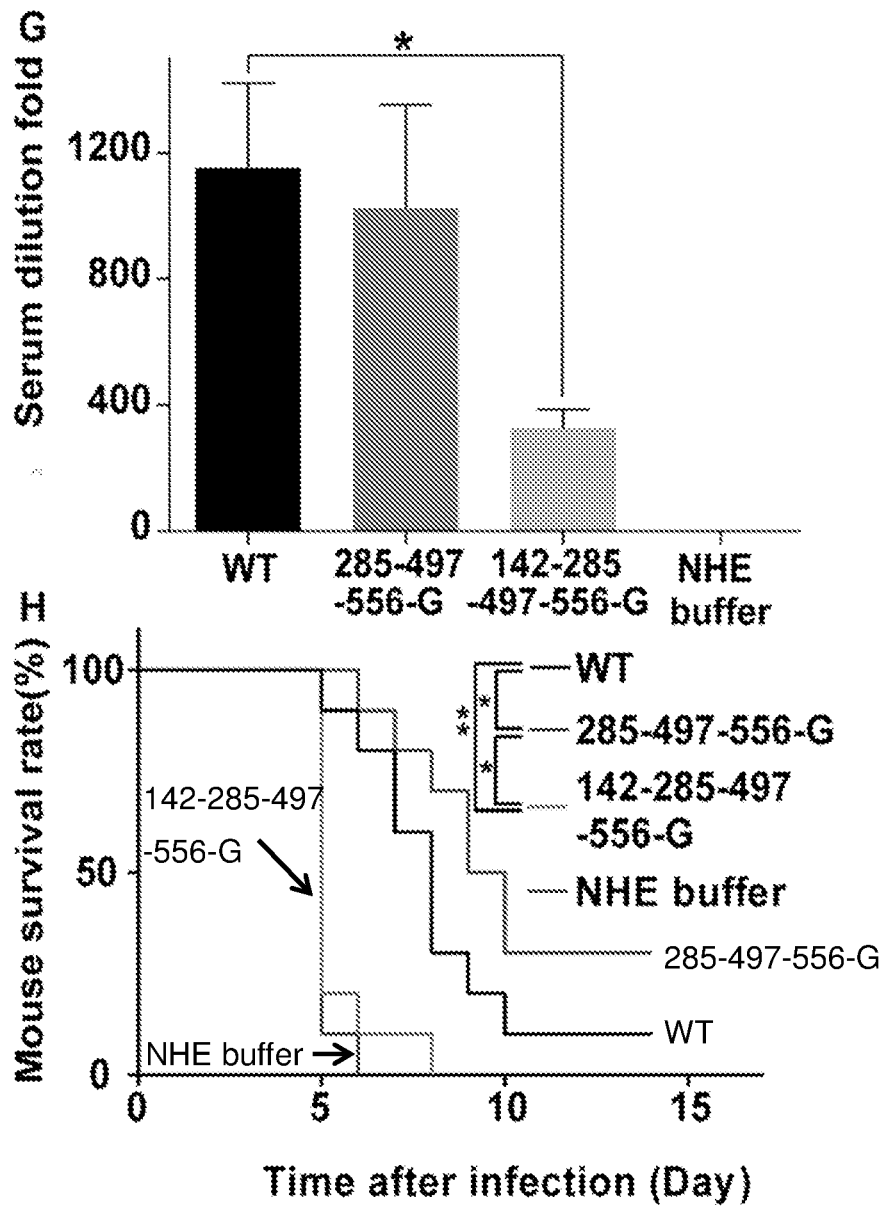 G
Serum dilution fold
*
1200
800
400
0
WT
285-497
-556-G
142-285
-497-556-G
NHE
buffer
H
Mouse survival rate(%)
100
50
0
142-285-497
-556-G
NHE buffer
**
*
*
WT
285-497-556-G
142-285-497
-556-G
NHE buffer
285-497-556-G
WT
0
5
10
15
Time after infection (Day)